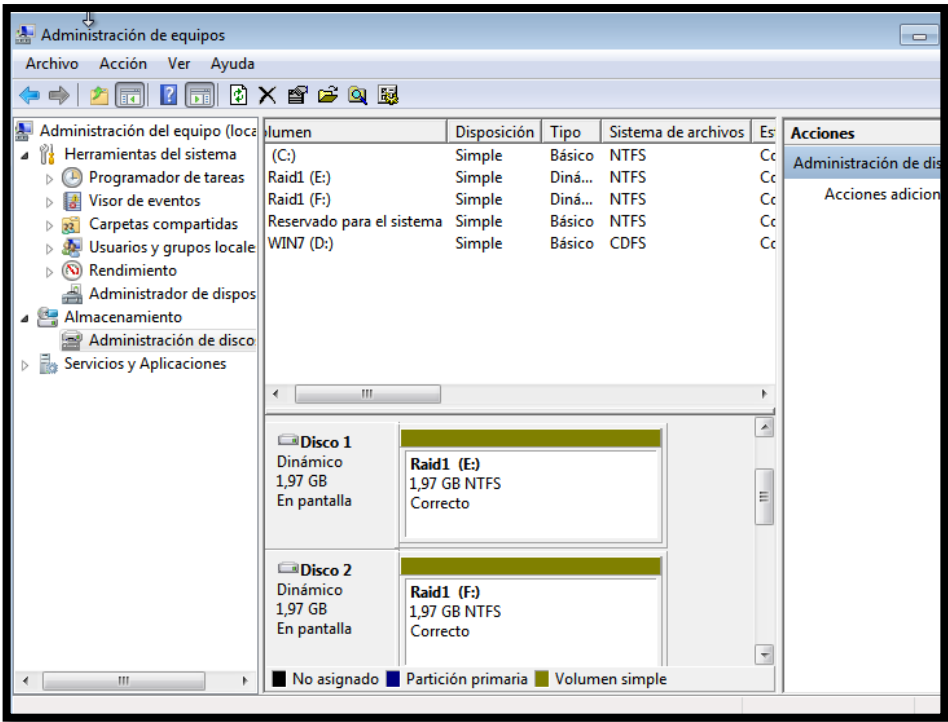 Administración de equipos
Archivo Acción Ver Ayuda
Administración del equipo (loca
Herramientas del sistema
Programador de tareas
Visor de eventos
Carpetas compartidas
Usuarios y grupos locale
Rendimiento
Administrador de dispos
Almacenamiento
Administración de disco
Servicios y Aplicaciones
lumen Disposición Tipo Sistema de archivos Es
(C:) Simple Básico NTFS Co
Raid1 (E:) Simple Diná... NTFS Co
Raid1 (F:) Simple Diná... NTFS Co
Reservado para el sistema Simple Básico NTFS Co
WIN7 (D:) Simple Básico CDFS Co
Disco 1
Dinámico
1,97 GB
En pantalla
Raid1 (E:)
1,97 GB NTFS
Correcto
Disco 2
Dinámico
1,97 GB
En pantalla
Raid1 (F:)
1,97 GB NTFS
Correcto
No asignado Partición primaria Volumen simple
Acciones
Administración de dis
Acciones adicion